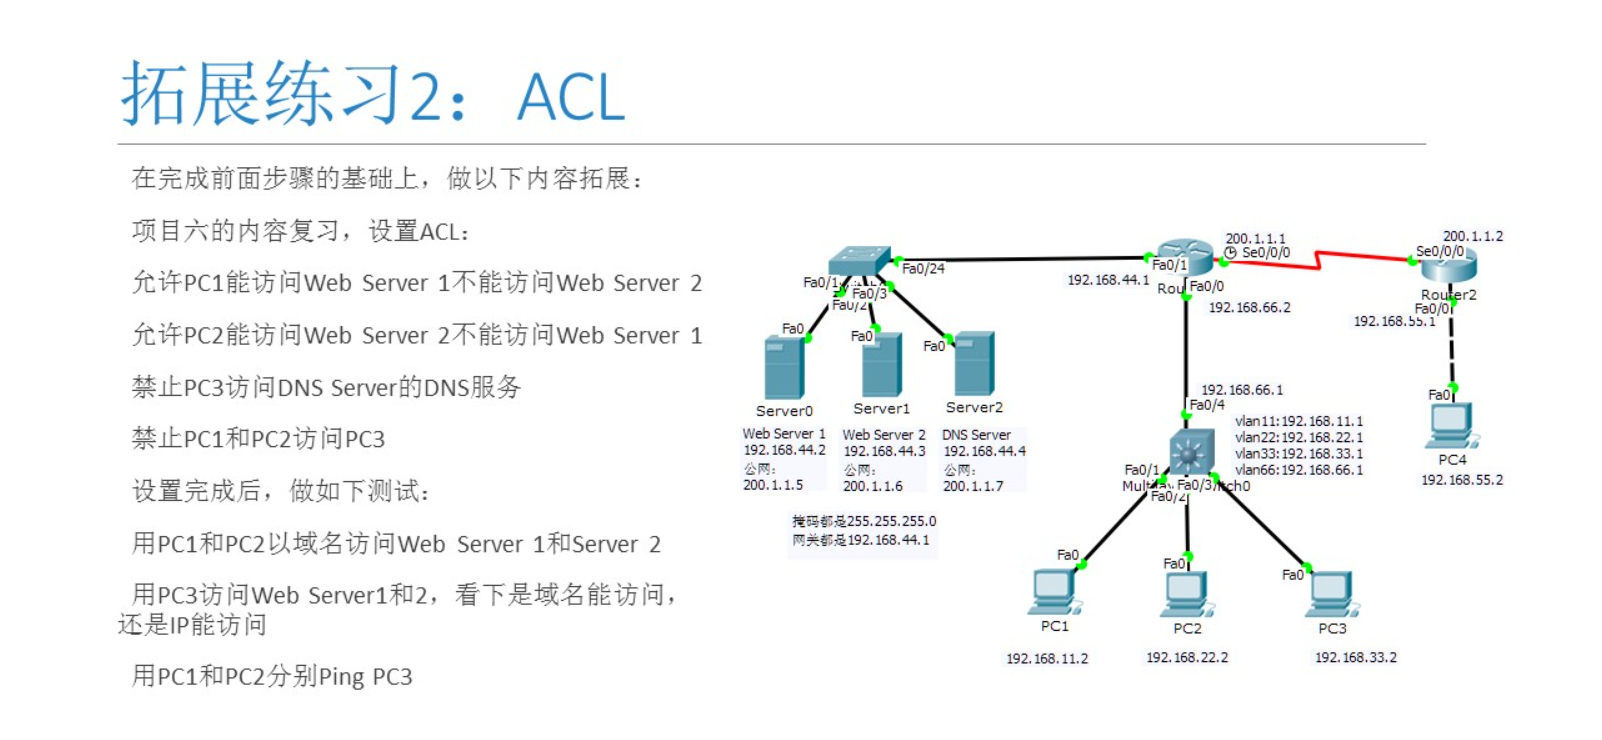 拓展练习2：ACL
在完成前面步骤的基础上，做以下内容拓展：
项目六的内容复习，设置ACL：
允许PC1能访问Web Server 1不能访问Web Server 2
允许PC2能访问Web Server 2不能访问Web Server 1
禁止PC3访问DNS Server的DNS服务
禁止PC1和PC2访问PC3
设置完成后，做如下测试：
用PC1和PC2以域名访问Web Server 1和Server 2
用PC3访问Web Server1和2，看下是域名能访问，
还是IP能访问
用PC1和PC2分别Ping PC3
Fa0/24
Fa0/1
Fa0/2
Fa0/3
Fa0
Fa0
Fa0
Server0
Server1
Server2
Web Server 1
192.168.44.2
公网：
200.1.1.5
Web Server 2
192.168.44.3
公网：
200.1.1.6
DNS Server
192.168.44.4
公网：
200.1.1.7
掩码都是255.255.255.0
网关都是192.168.44.1
192.168.44.1
Fa0/1
Rou
Fa0/0
192.168.66.2
200.1.1.1
Se0/0/0
200.1.1.2
Se0/0/0
Router2
Fa0/0
192.168.55.1
Fa0
PC4
192.168.55.2
192.168.66.1
Fa0/4
vlan11:192.168.11.1
vlan22:192.168.22.1
vlan33:192.168.33.1
vlan66:192.168.66.1
Fa0/1
Fa0/3
Fa0/2
Fa0
Fa0
Fa0
PC1
PC2
PC3
192.168.11.2
192.168.22.2
192.168.33.2